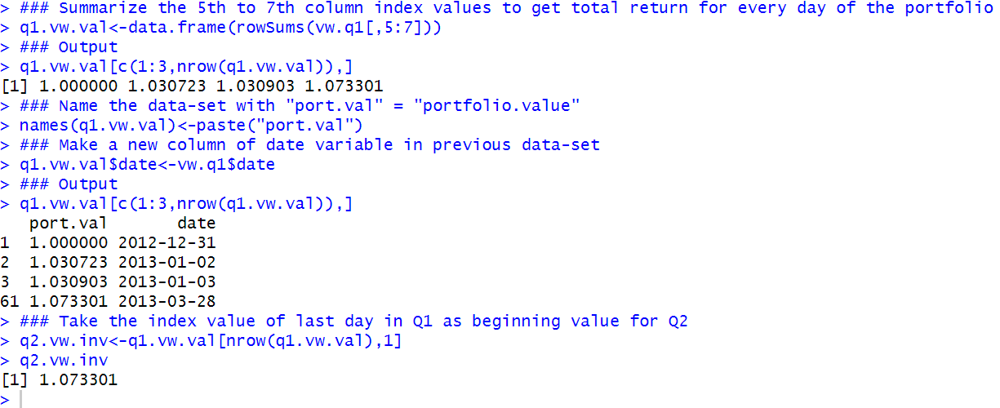 > ### Summarize the 5th to 7th column index values to get total return for every day of the portfolio
> q1.vw.val<-data.frame(rowSums(vw.q1[,5:7]))
> ### Output
> q1.vw.val[c(1:3,nrow(q1.vw.val)),]
[1] 1.000000 1.030723 1.030903 1.073301
> ### Name the data-set with "port.val" = "portfolio.value"
> names(q1.vw.val)<-paste("port.val")
> ### Make a new column of date variable in previous data-set
> q1.vw.val$date<-vw.q1$date
> ### Output
> q1.vw.val[c(1:3,nrow(q1.vw.val)),]
   port.val       date
1  1.000000 2012-12-31
2  1.030723 2013-01-02
3  1.030903 2013-01-03
61 1.073301 2013-03-28
> ### Take the index value of last day in Q1 as beginning value for Q2
> q2.vw.inv<-q1.vw.val[nrow(q1.vw.val),1]
> q2.vw.inv
[1] 1.073301
>